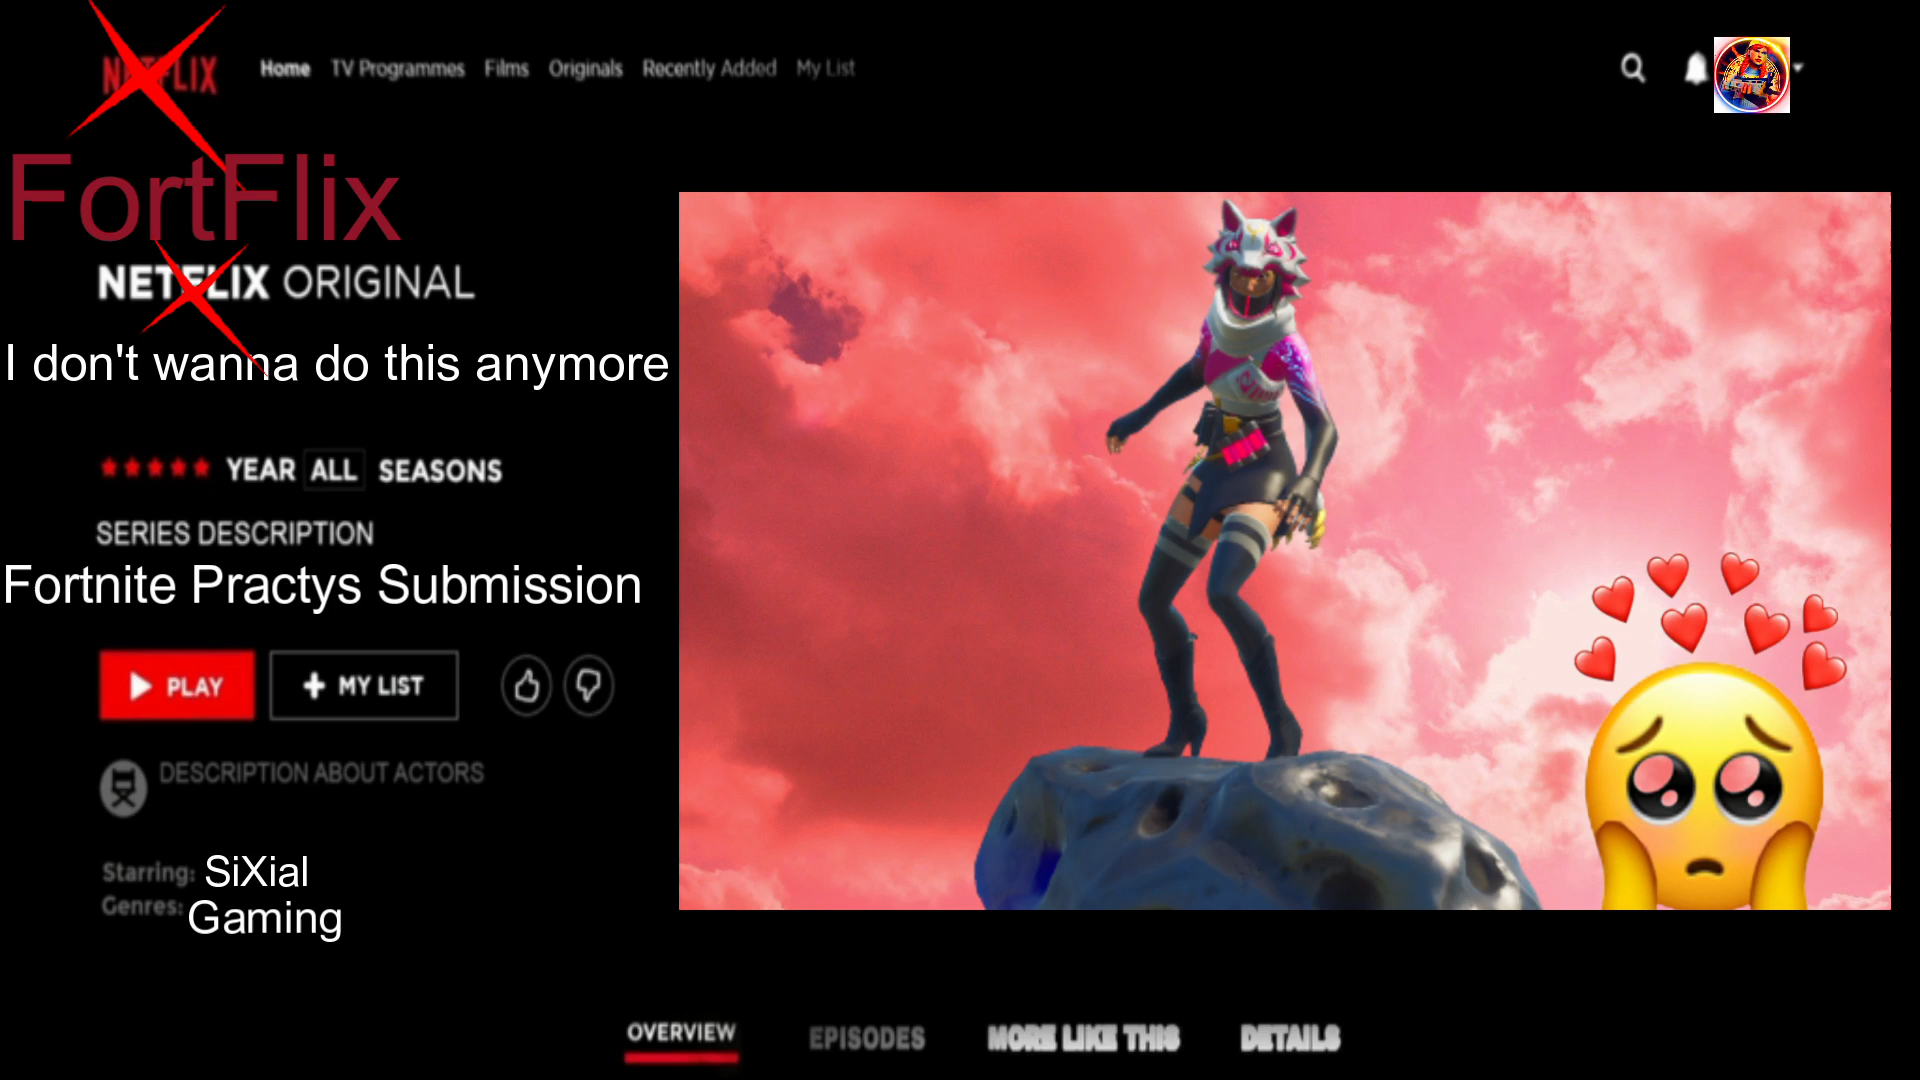 NETFLIX
Home TV Programmes Films Originals Recently Added My List
FortFlix
NETFLIX ORIGINAL
I don't wanna do this anymore
YEAR ALL SEASONS
SERIES DESCRIPTION
Fortnite Practys Submission
PLAY MY LIST
DESCRIPTION ABOUT ACTORS
Starring: SiXial
Genres: Gaming
OVERVIEW EPISODES MORE LIKE THIS DETAILS